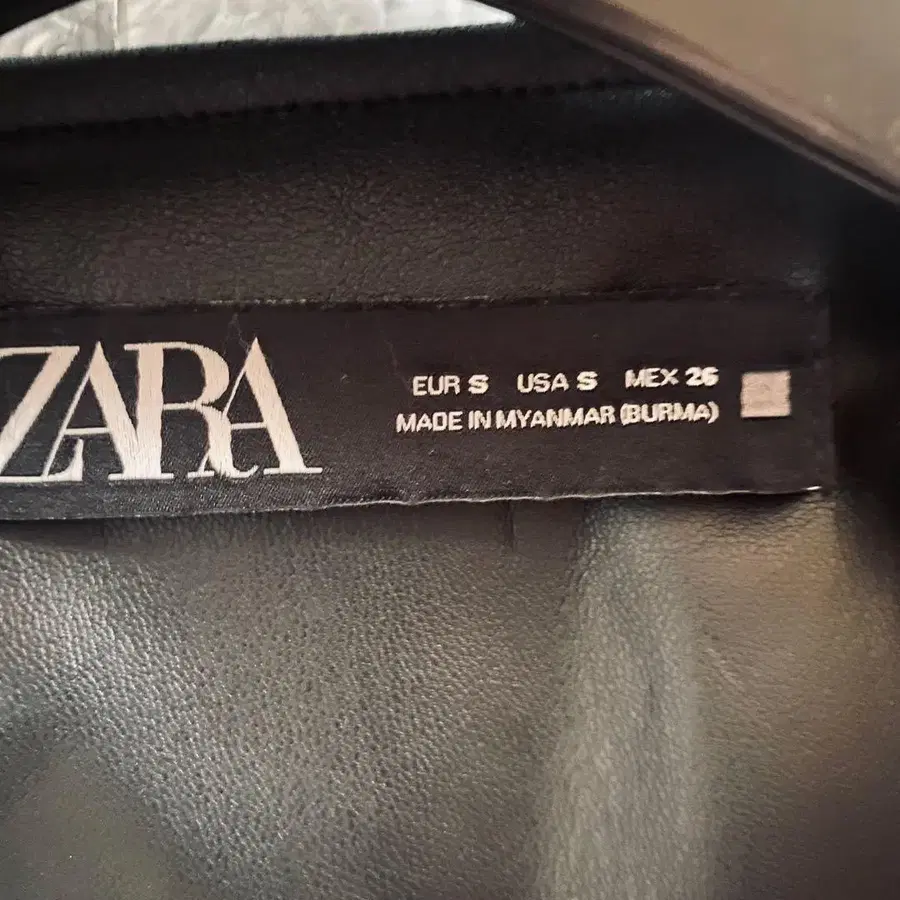 ZARA
EUR S USA S MEX 26
MADE IN MYANMAR (BURMA)